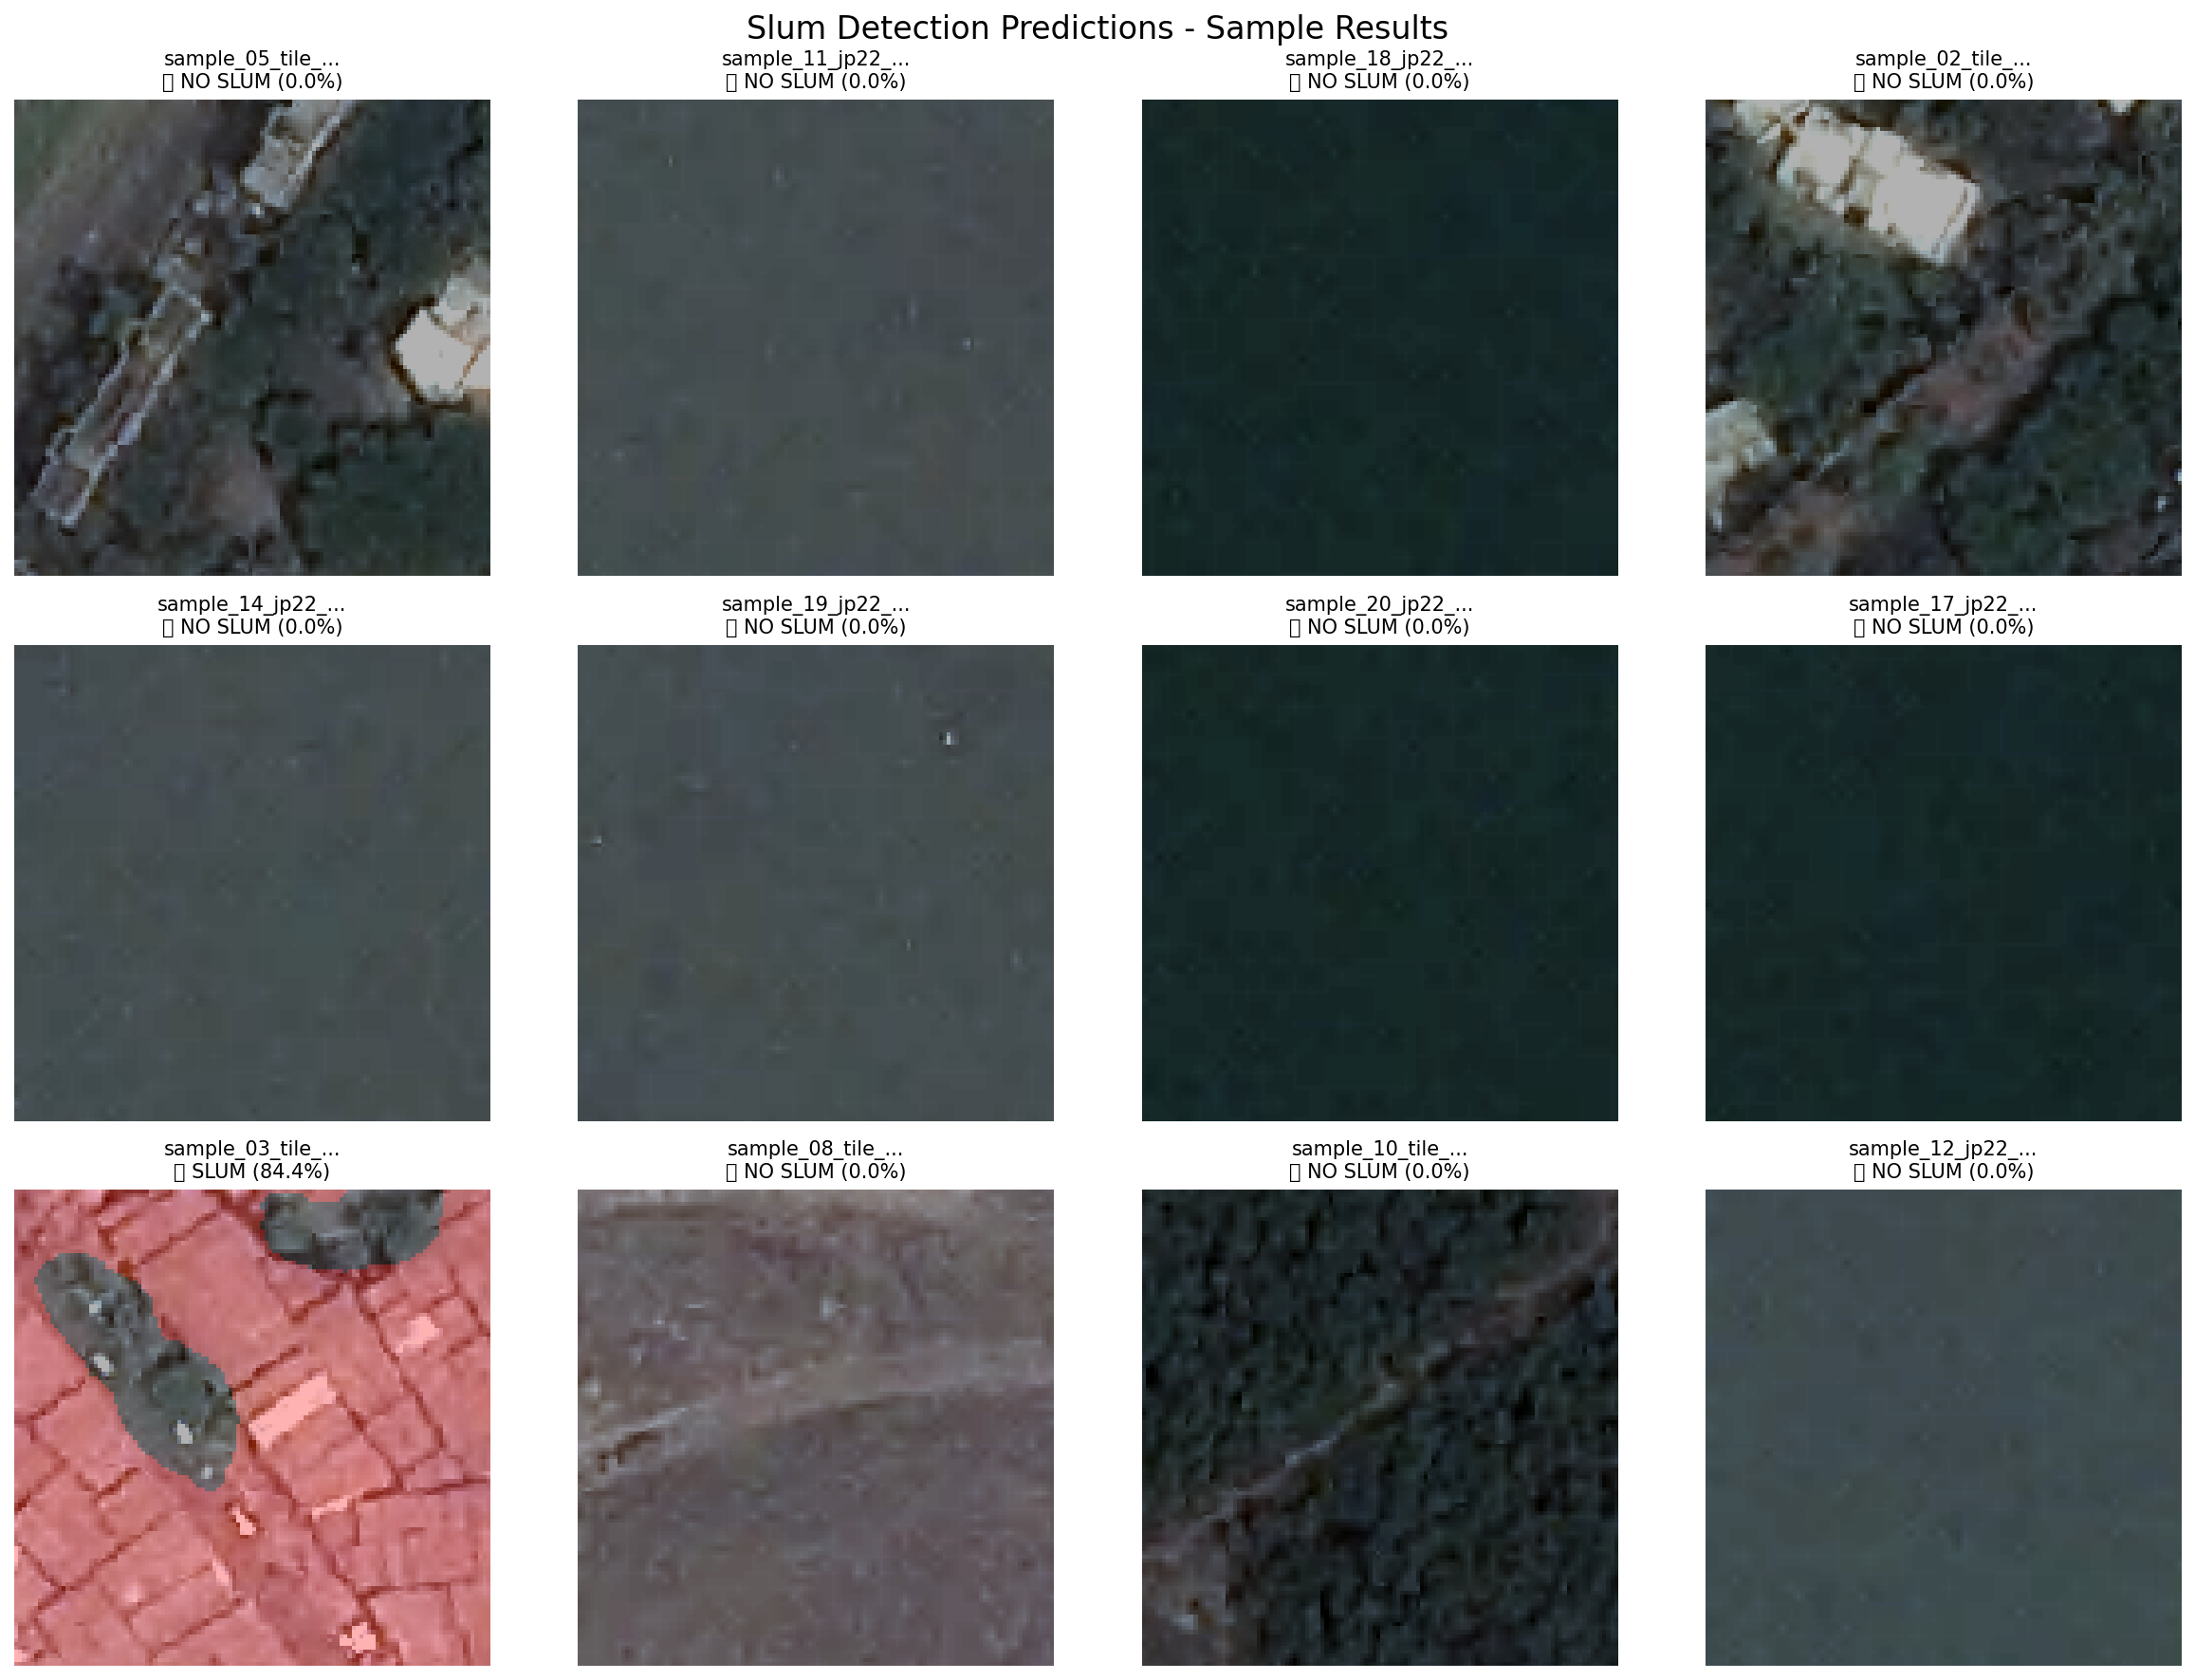 Slum Detection Predictions - Sample Results
sample_05_tile_...
▯ NO SLUM (0.0%)
sample_11_jp22_...
▯ NO SLUM (0.0%)
sample_18_jp22_...
▯ NO SLUM (0.0%)
sample_02_tile_...
▯ NO SLUM (0.0%)
sample_14_jp22_...
▯ NO SLUM (0.0%)
sample_19_jp22_...
▯ NO SLUM (0.0%)
sample_20_jp22_...
▯ NO SLUM (0.0%)
sample_17_jp22_...
▯ NO SLUM (0.0%)
sample_03_tile_...
▯ SLUM (84.4%)
sample_08_tile_...
▯ NO SLUM (0.0%)
sample_10_tile_...
▯ NO SLUM (0.0%)
sample_12_jp22_...
▯ NO SLUM (0.0%)